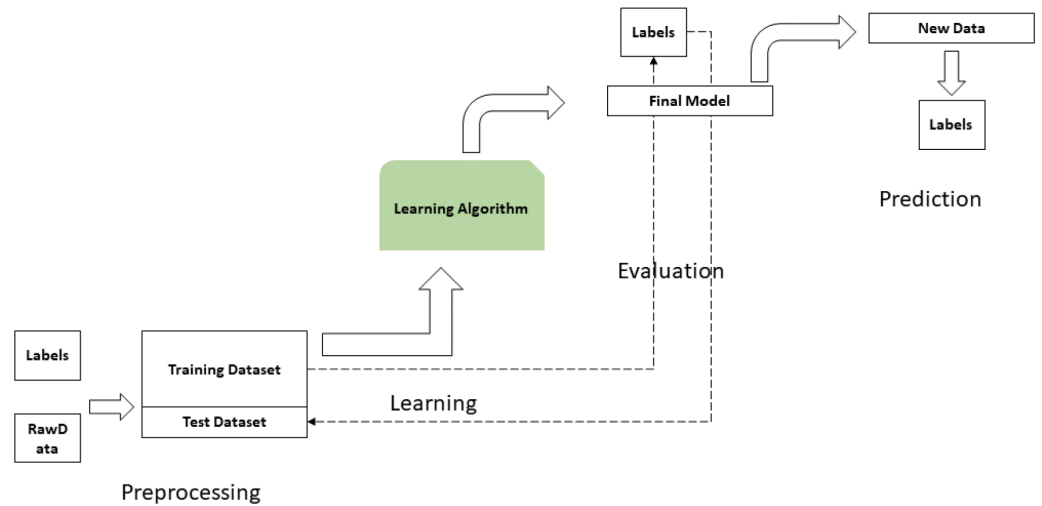 Labels
New Data
Final Model
Labels
Prediction
Learning Algorithm
Evaluation
Labels
Training Dataset
Learning
RawD
ata
Test Dataset
Preprocessing